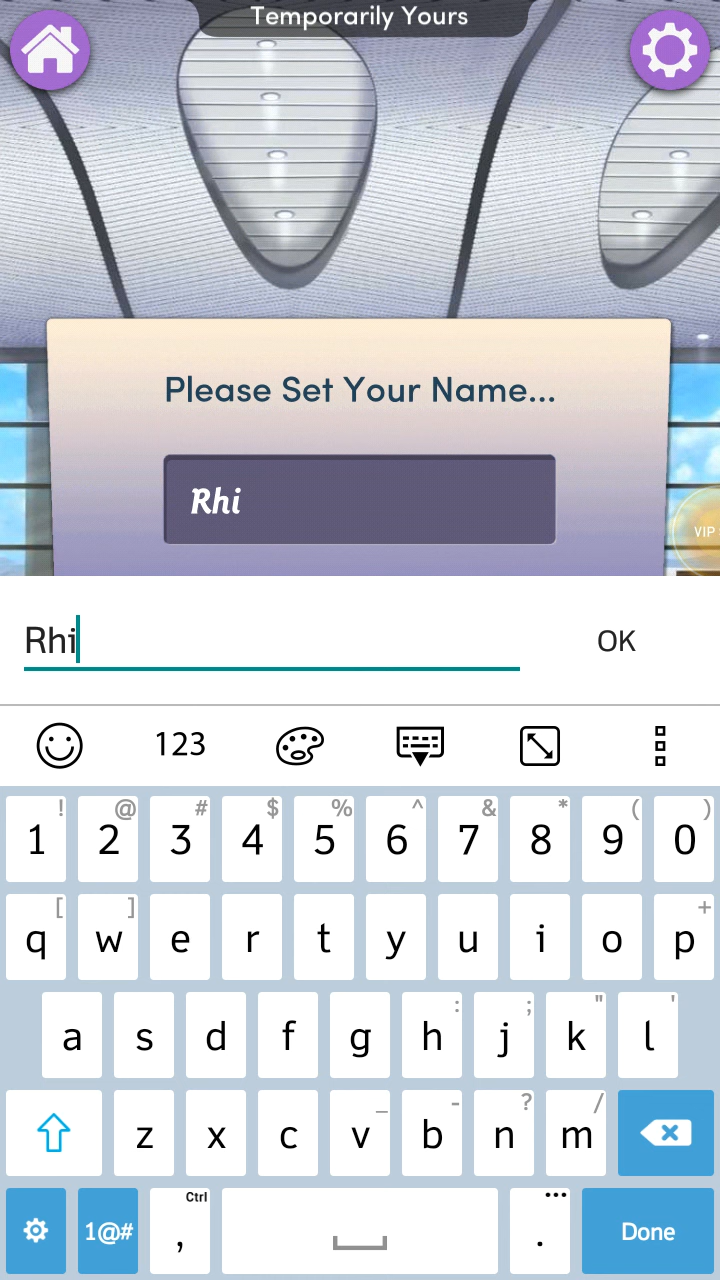 Temporarily Yours
Please Set Your Name...
Rhi
VIP
Rhi
OK
123
! @ # $ % ^ & * ( )
1 2 3 4 5 6 7 8 9 0
[ ] +
q w e r t y u i o p
: ; " '
a s d f g h j k l
_ - ? /
z x c v b n m
Ctrl ...
1@# , . Done